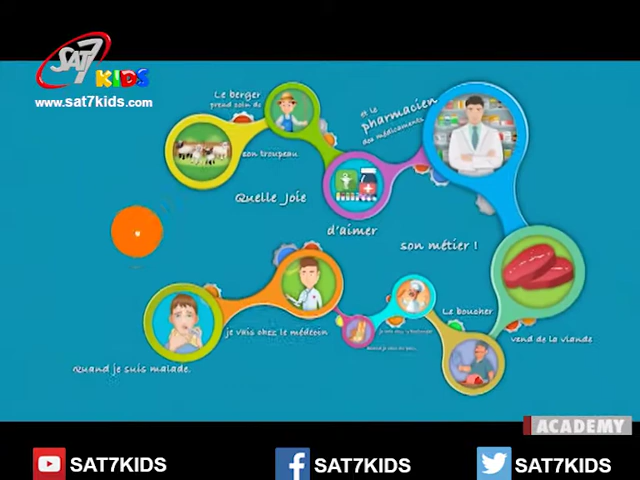 SAT7
KIDS
www.sat7kids.com
Le berger
prend soin de
son troupeau
et le
pharmacien
des médicaments
Quelle Joie
d'aimer
son métier !
Le boucher
vend de la viande
je vais chez le médecin
Quand je suis malade.
ACADEMY
SAT7KIDS
SAT7KIDS
SAT7KIDS